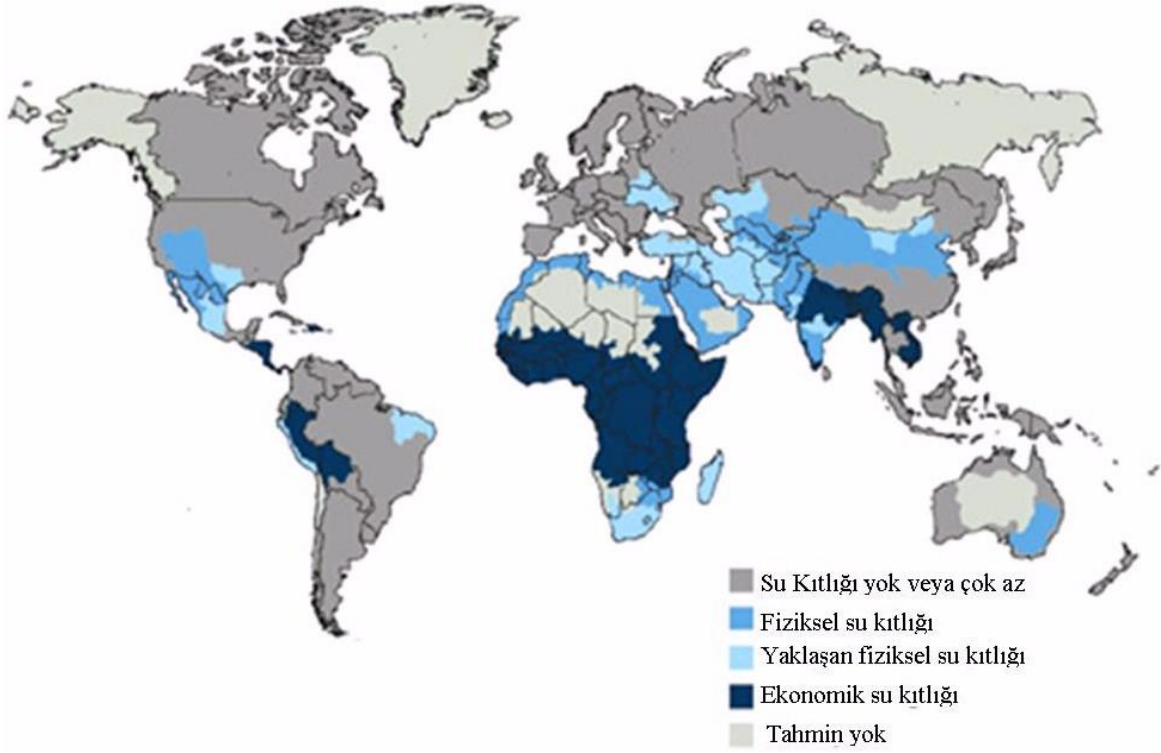 Su Kıtlığı yok veya çok az
Fiziksel su kıtlığı
Yaklaşan fiziksel su kıtlığı
Ekonomik su kıtlığı
Tahmin yok